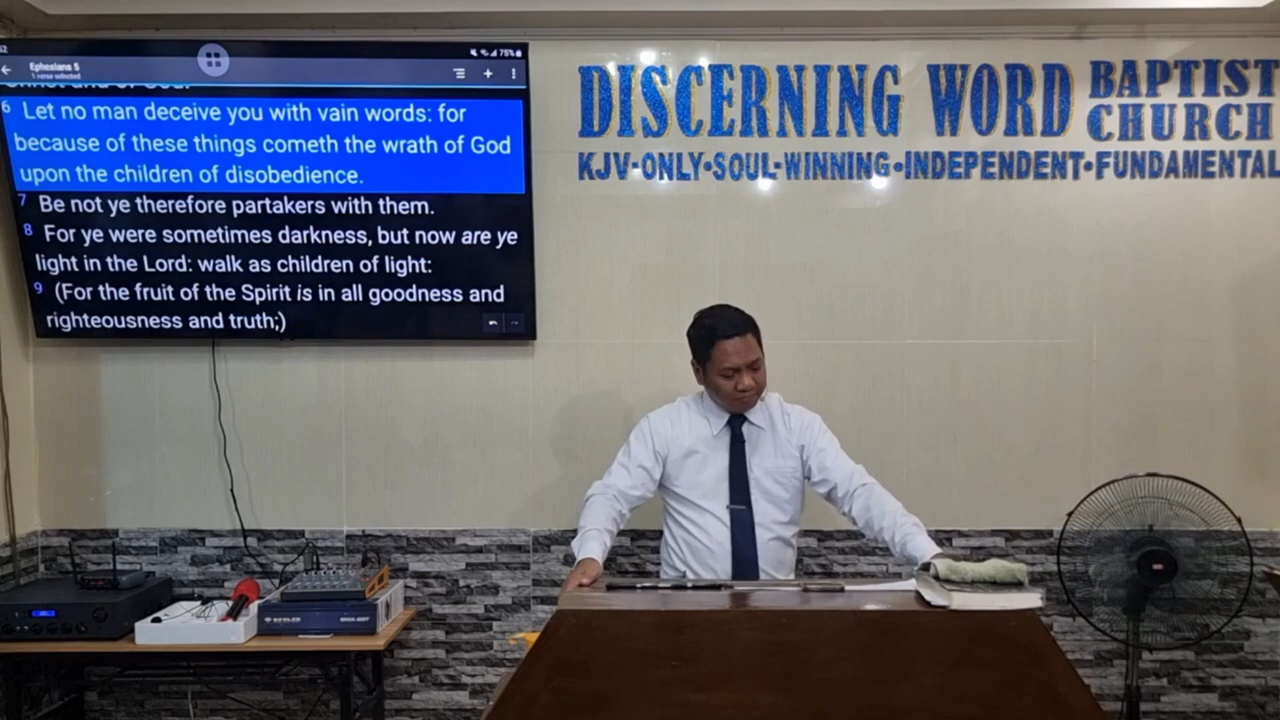 52
75%
Ephesians 5
1 verse selected
6 Let no man deceive you with vain words: for
because of these things cometh the wrath of God
upon the children of disobedience.
7 Be not ye therefore partakers with them.
8 For ye were sometimes darkness, but now are ye
light in the Lord: walk as children of light:
9 (For the fruit of the Spirit is in all goodness and
righteousness and truth;)
DISCERNING WORD BAPTIST
CHURCH
KJV-ONLY•SOUL-WINNING•INDEPENDENT•FUNDAMENTAL